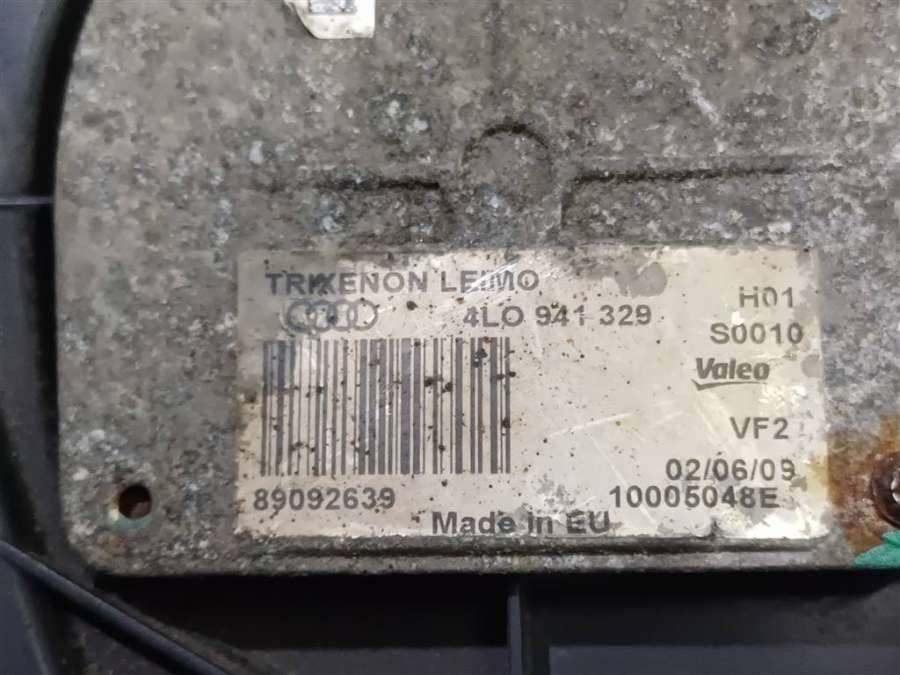 TRIXENON LEIMO
4L0 941 329
H01
S0010
Valeo
VF2
02/06/09
89092639
10005048E
Made in EU